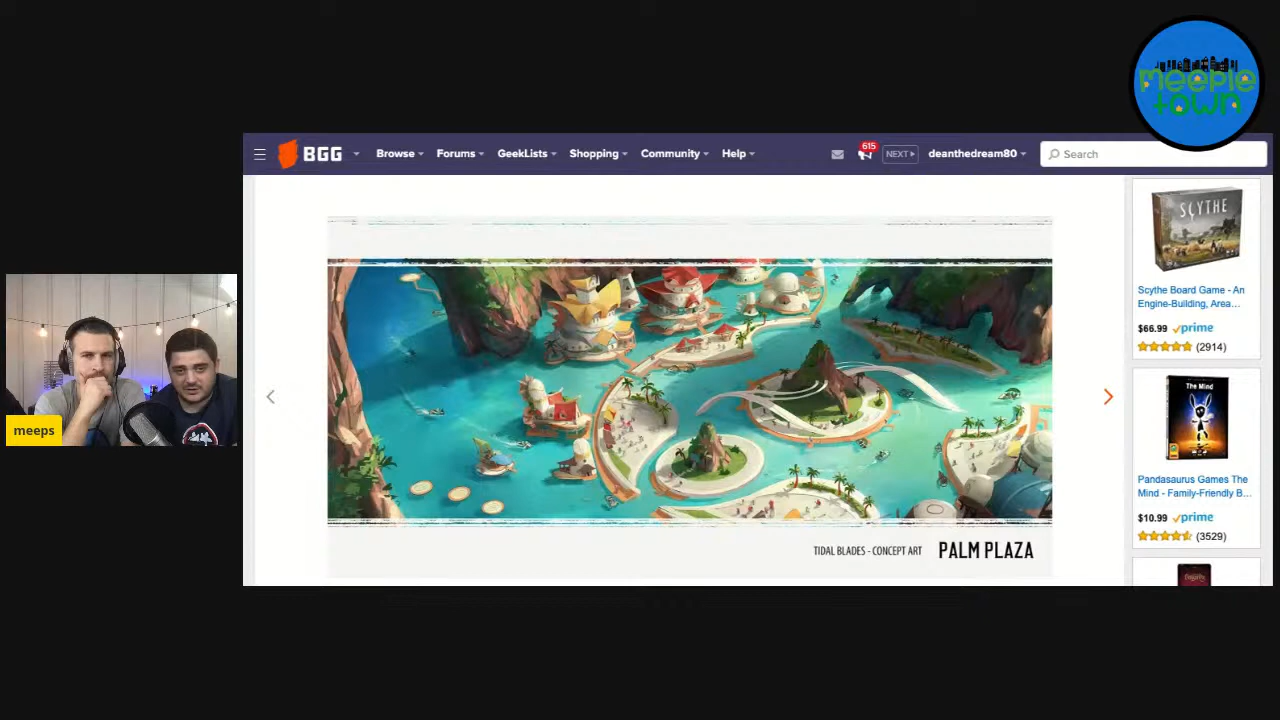 meeple
town
BGG Browse Forums GeekLists Shopping Community Help 615 NEXT deanthedream80 Search
SCYTHE
Scythe Board Game - An
Engine-Building, Area...
$66.99 prime
(2914)
The Mind
Pandasaurus Games The
Mind - Family-Friendly B...
$10.99 prime
(3529)
meeps
TIDAL BLADES - CONCEPT ART PALM PLAZA